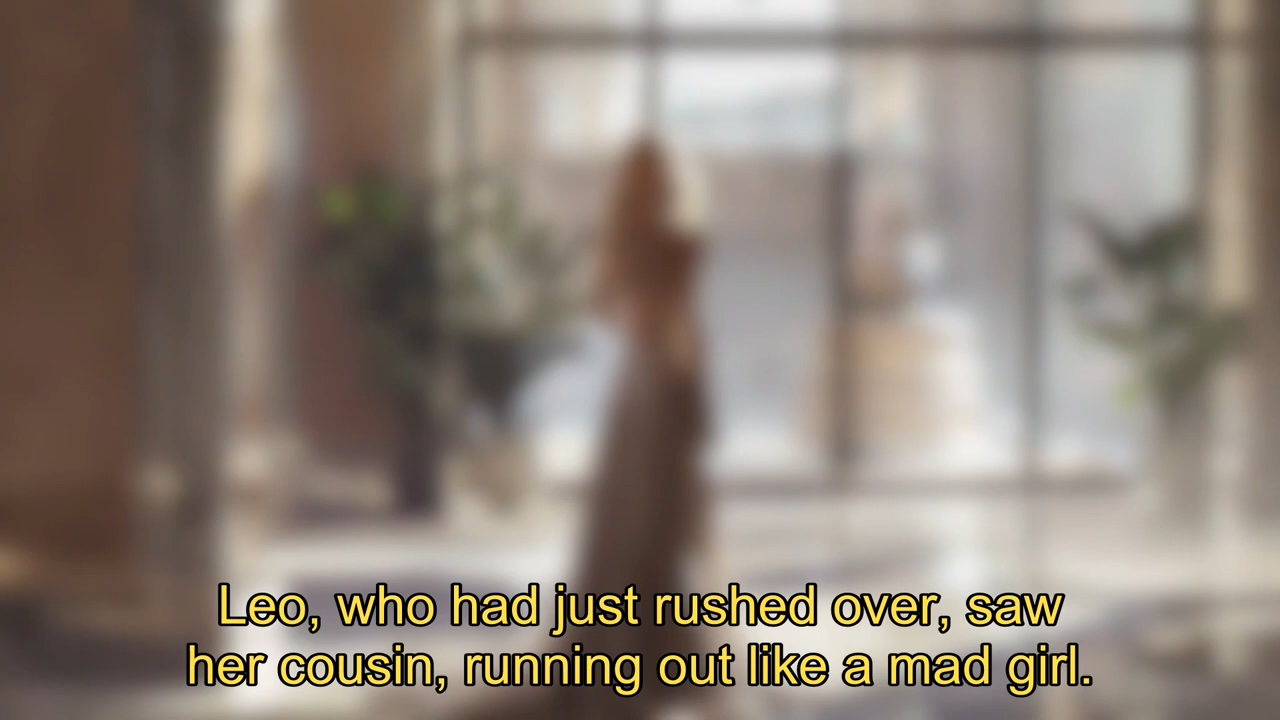 Leo, who had just rushed over, saw
her cousin, running out like a mad girl.